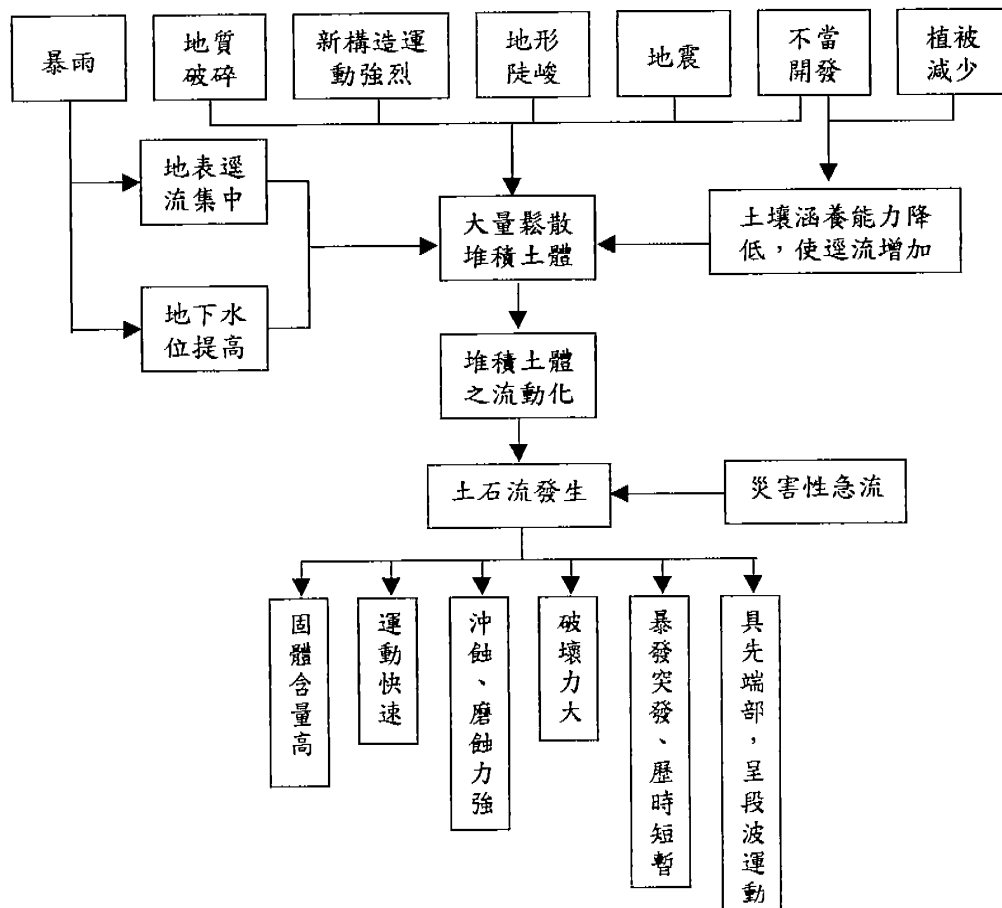 暴雨
地質
破碎
新構造運
動強烈
地形
陡峻
地震
不當
開發
植被
減少
地表逕
流集中
大量鬆散
堆積土體
土壤涵養能力降
低，使逕流增加
地下水
位提高
堆積土體
之流動化
土石流發生
災害性急流
固體含量高
運動快速
沖蝕、磨蝕力強
破壞力大
暴發突發、歷時短暫
具先端部，呈段波運動